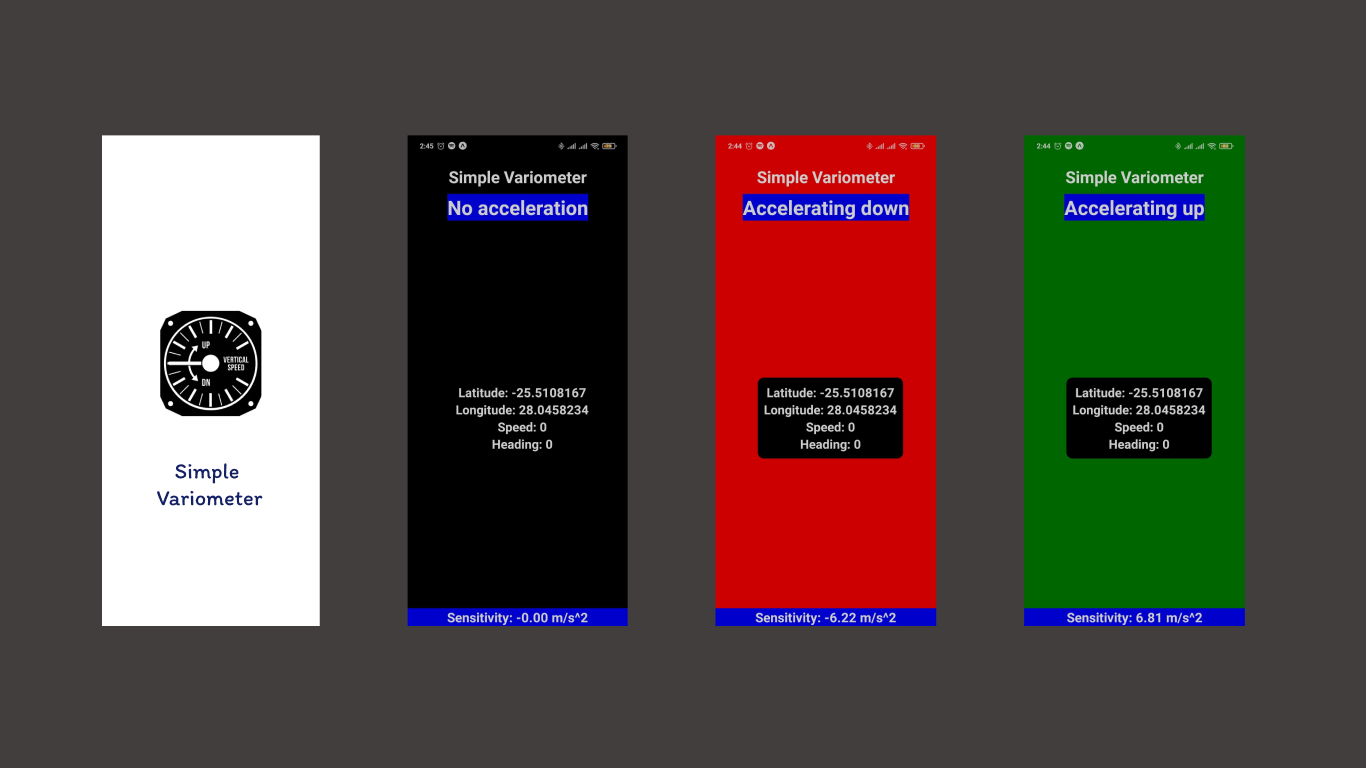 UP
VERTICAL
SPEED
DN
Simple
Variometer
2:45
Simple Variometer
No acceleration
Latitude: -25.5108167
Longitude: 28.0458234
Speed: 0
Heading: 0
Sensitivity: -0.00 m/s^2
2:44
Simple Variometer
Accelerating down
Latitude: -25.5108167
Longitude: 28.0458234
Speed: 0
Heading: 0
Sensitivity: -6.22 m/s^2
2:44
Simple Variometer
Accelerating up
Latitude: -25.5108167
Longitude: 28.0458234
Speed: 0
Heading: 0
Sensitivity: 6.81 m/s^2